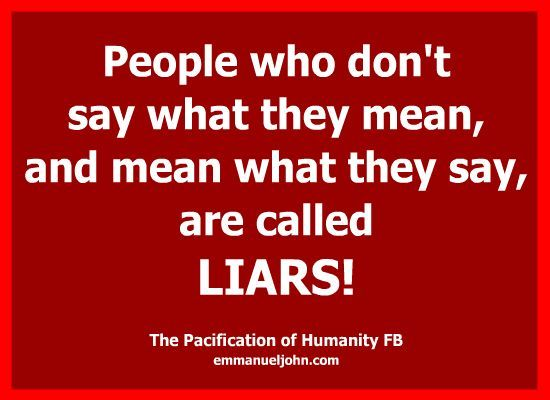 People who don't
say what they mean,
and mean what they say,
are called
LIARS!
The Pacification of Humanity FB
emmanueljohn.com